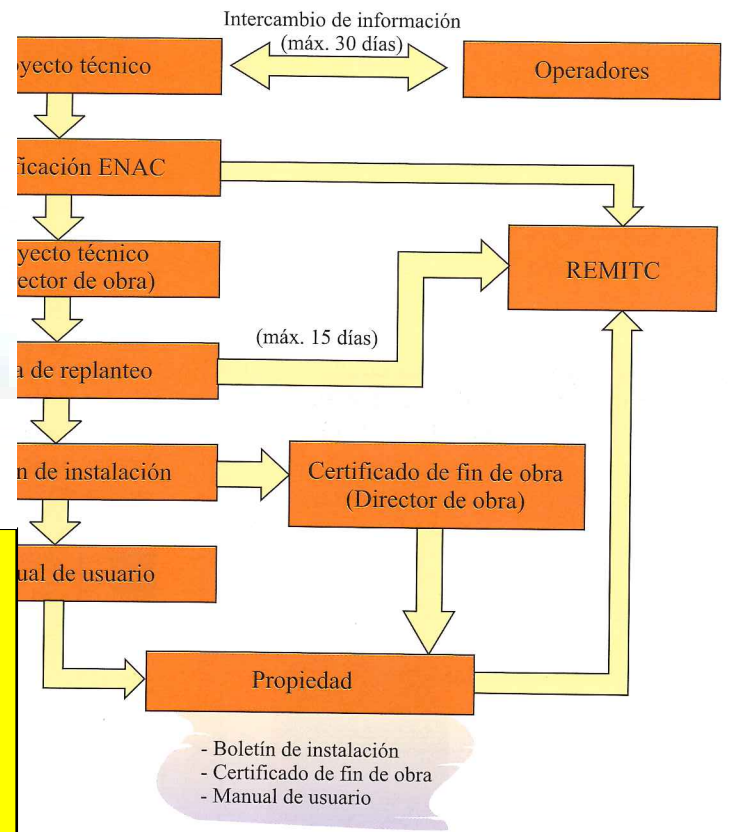 Intercambio de información
(máx. 30 días)
oyecto técnico
Operadores
ficación ENAC
yecto técnico
ector de obra)
REMITC
(máx. 15 días)
a de replanteo
n de instalación
Certificado de fin de obra
(Director de obra)
ual de usuario
Propiedad
- Boletín de instalación
- Certificado de fin de obra
- Manual de usuario